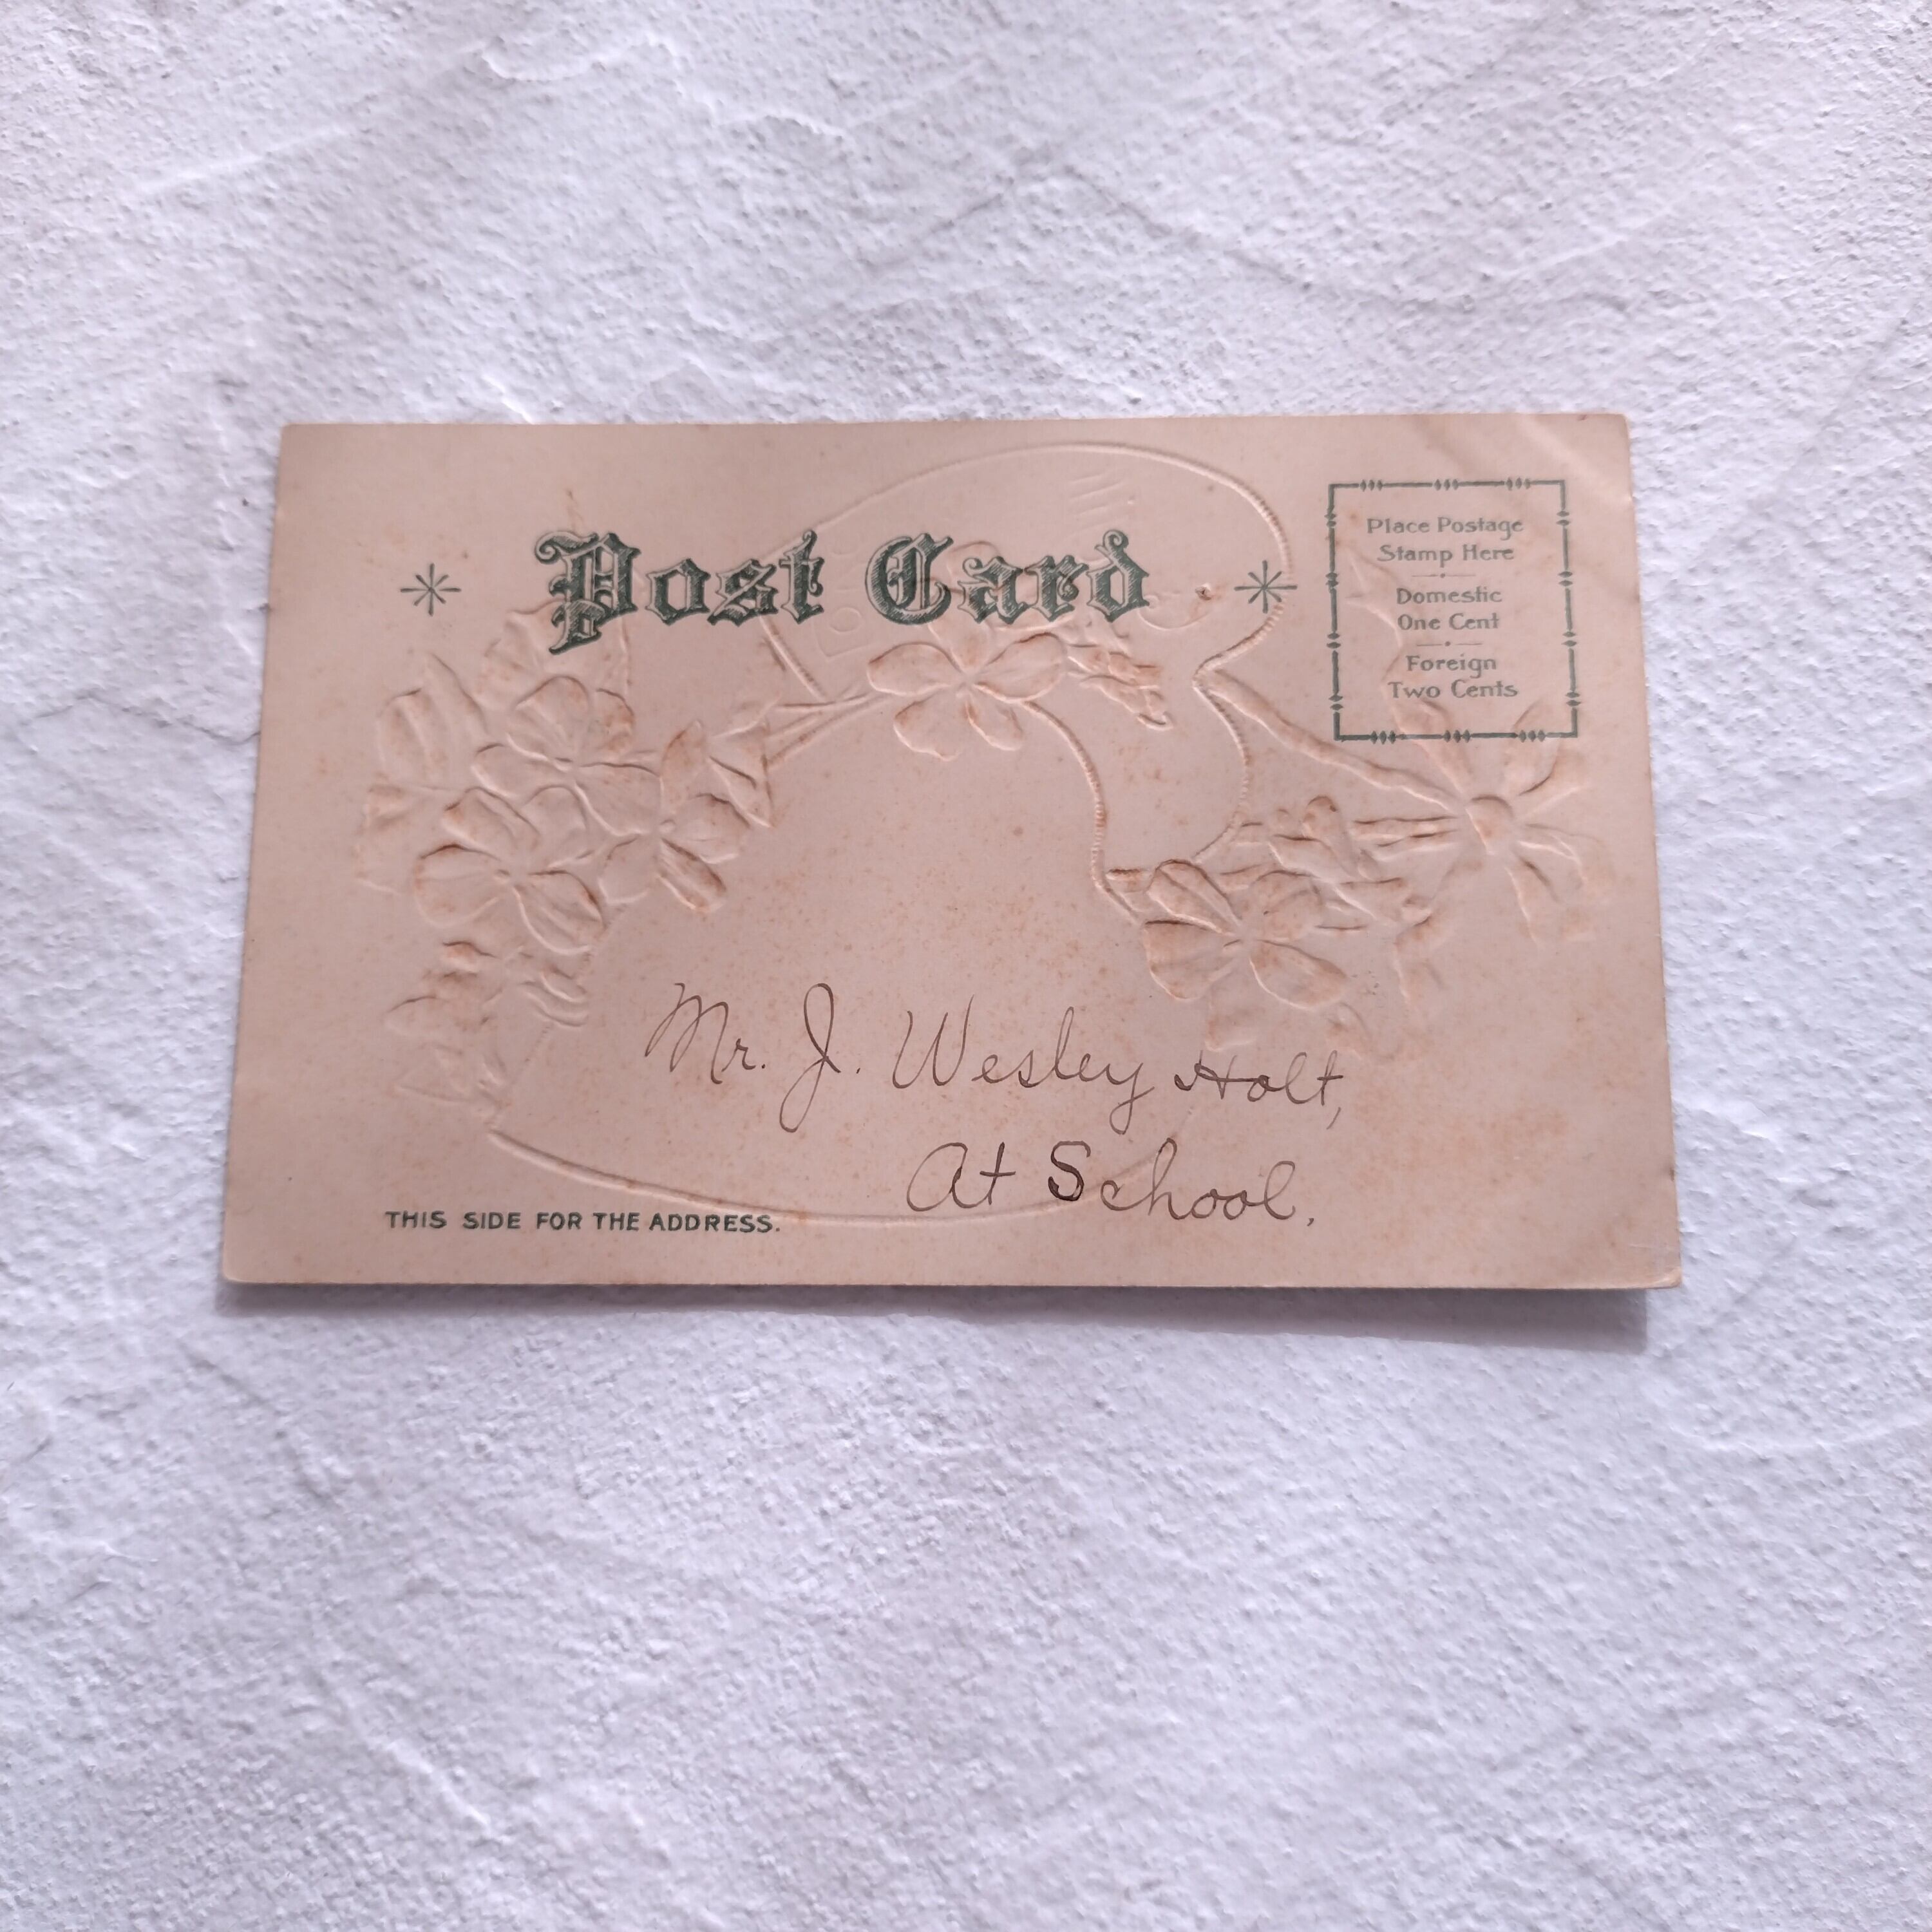 Post Card
Place Postage
Stamp Here
Domestic
One Cent
Foreign
Two Cents
Mr. J. Wesley Holt,
At School.
THIS SIDE FOR THE ADDRESS.